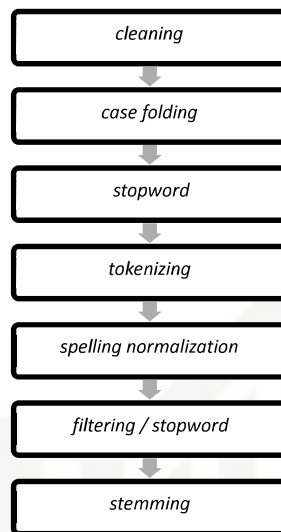 cleaning
case folding
stopword
tokenizing
spelling normalization
filtering / stopword
stemming